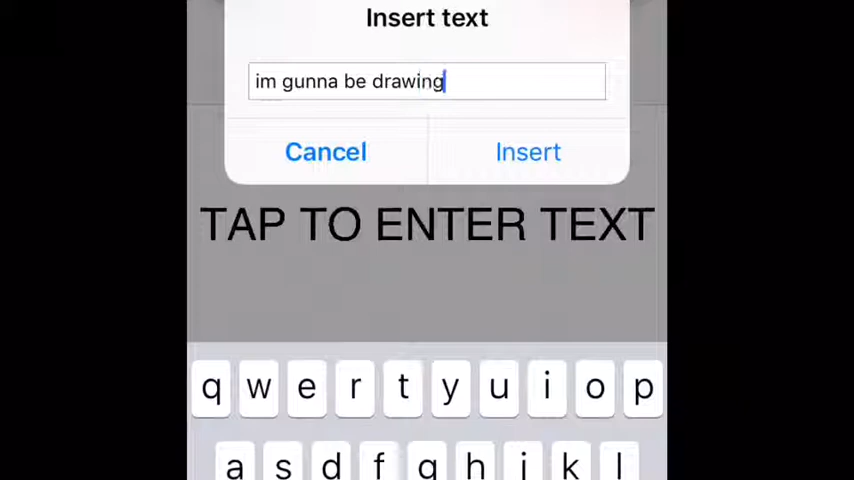 Insert text
im gunna be drawing
Cancel Insert
TAP TO ENTER TEXT
q w e r t y u i o p
a s d f g h j k l